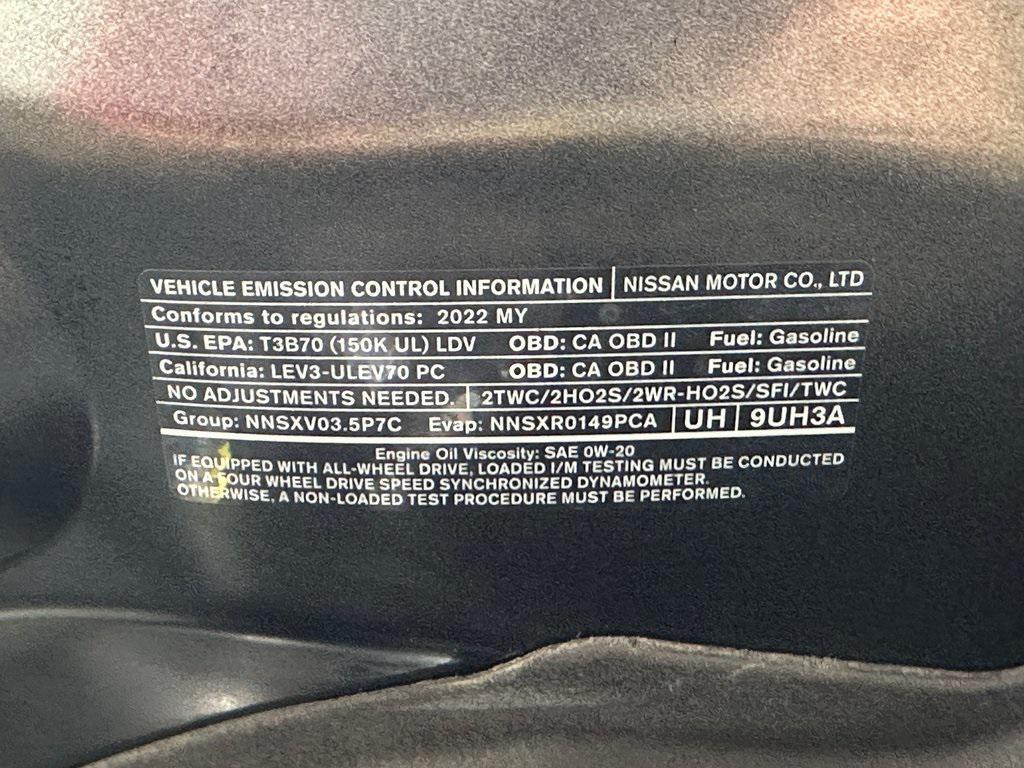 VEHICLE EMISSION CONTROL INFORMATION NISSAN MOTOR CO., LTD
Conforms to regulations: 2022 MY
U.S. EPA: T3B70 (150K UL) LDV OBD: CA OBD II Fuel: Gasoline
California: LEV3-ULEV70 PC OBD: CA OBD II Fuel: Gasoline
NO ADJUSTMENTS NEEDED. 2TWC/2HO2S/2WR-HO2S/SFI/TWC
Group: NNSXV03.5P7C Evap: NNSXR0149PCA UH 9UH3A
Engine Oil Viscosity: SAE 0W-20
IF EQUIPPED WITH ALL-WHEEL DRIVE, LOADED I/M TESTING MUST BE CONDUCTED
ON A FOUR WHEEL DRIVE SPEED SYNCHRONIZED DYNAMOMETER.
OTHERWISE, A NON-LOADED TEST PROCEDURE MUST BE PERFORMED.